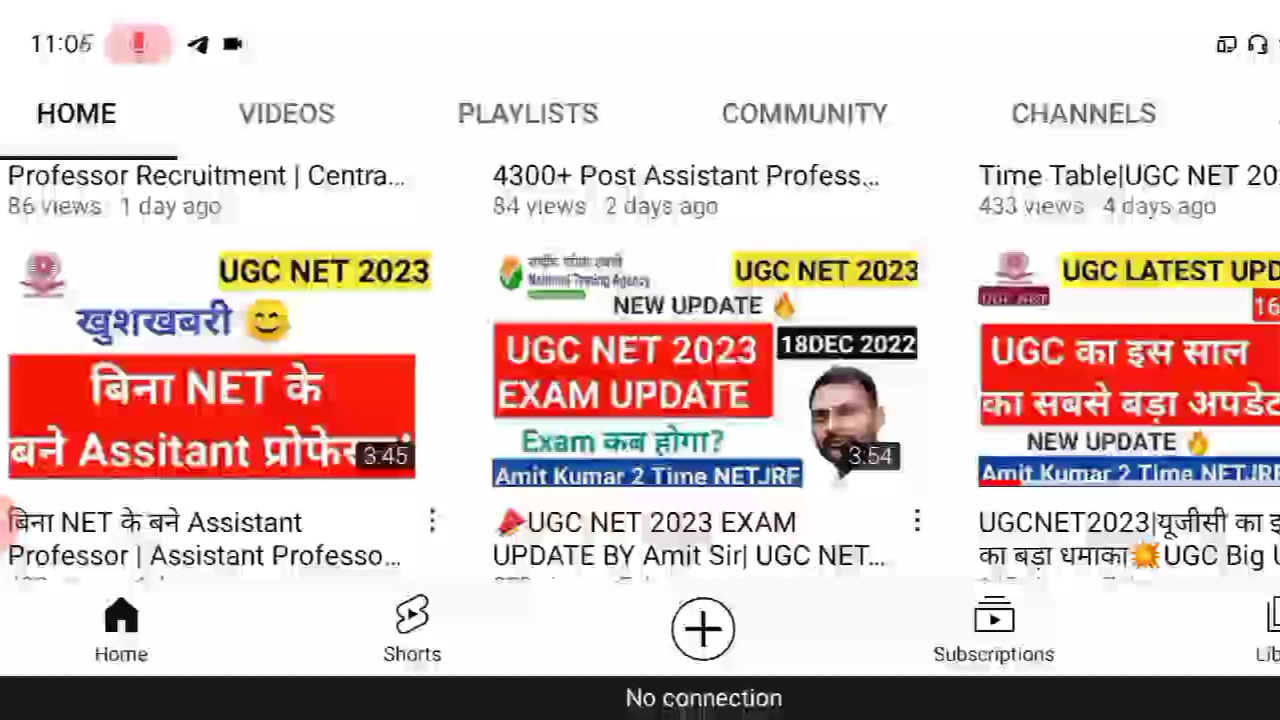 11:05
HOME VIDEOS PLAYLISTS COMMUNITY CHANNELS
Professor Recruitment | Centra...
86 views 1 day ago
4300+ Post Assistant Profess...
84 views 2 days ago
Time Table|UGC NET 20
433 views 4 days ago
UGC NET 2023
खुशखबरी
बिना NET के
बने Assitant
3:45
बिना NET के बने Assistant
Professor | Assistant Professo...
National Testing Agency
UGC NET 2023
NEW UPDATE
UGC NET 2023
18DEC 2022
EXAM UPDATE
Exam कब होगा?
Amit Kumar 2 Time NETJRF
3:54
UGC NET 2023 EXAM
UPDATE BY Amit Sir| UGC NET...
UGC NET
UGC LATEST UPD
16
UGC का इस साल
का सबसे बड़ा अपडेट
NEW UPDATE
Amit Kumar 2 Time NETJRF
UGCNET2023|यूजीसी का
का बडा धमाका UGC Big
Home Shorts Subscriptions Lib
No connection